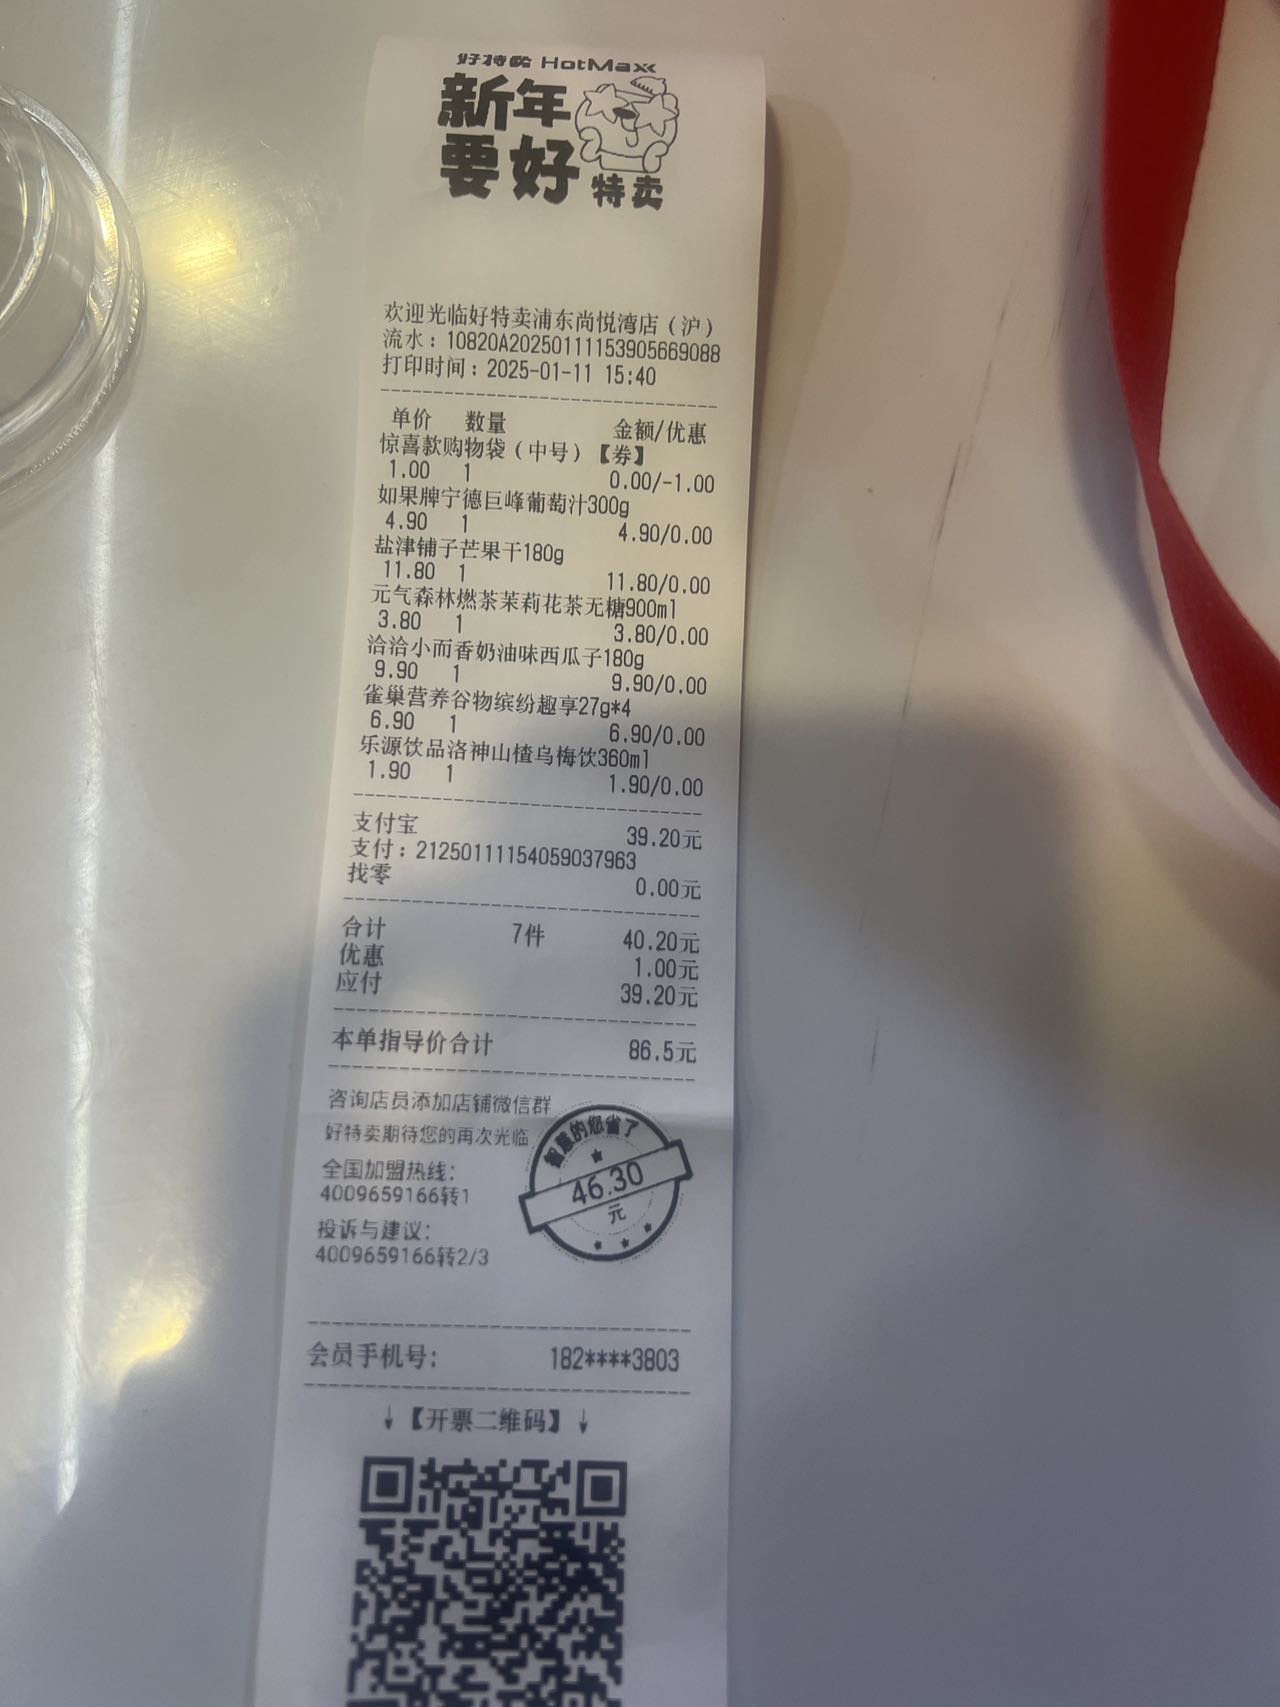 好特卖 HotMaxx
新年
要好特卖
欢迎光临好特卖浦东尚悦湾店（沪）
流水：10820A202501111153905669088
打印时间：2025-01-11 15:40
单价 数量 金额/优惠
惊喜款购物袋（中号）【券】
1.00 1 0.00/-1.00
如果牌宁德巨峰葡萄汁300g
4.90 1 4.90/0.00
盐津铺子芒果干180g
11.80 1 11.80/0.00
元气森林燃茶茉莉花茶无糖900ml
3.80 1 3.80/0.00
洽洽小而香奶油味西瓜子180g
9.90 1 9.90/0.00
雀巢营养谷物缤纷趣享27g*4
6.90 1 6.90/0.00
乐源饮品洛神山楂乌梅饮360ml
1.90 1 1.90/0.00
支付宝 39.20元
支付：212501111154059037963
找零 0.00元
合计 7件 40.20元
优惠 1.00元
应付 39.20元
本单指导价合计 86.5元
咨询店员添加店铺微信群
好特卖期待您的再次光临
全国加盟热线：
4009659166转1
投诉与建议：
4009659166转2/3
智慧的您省了
46.30
元
会员手机号： 182****3803
↓【开票二维码】↓